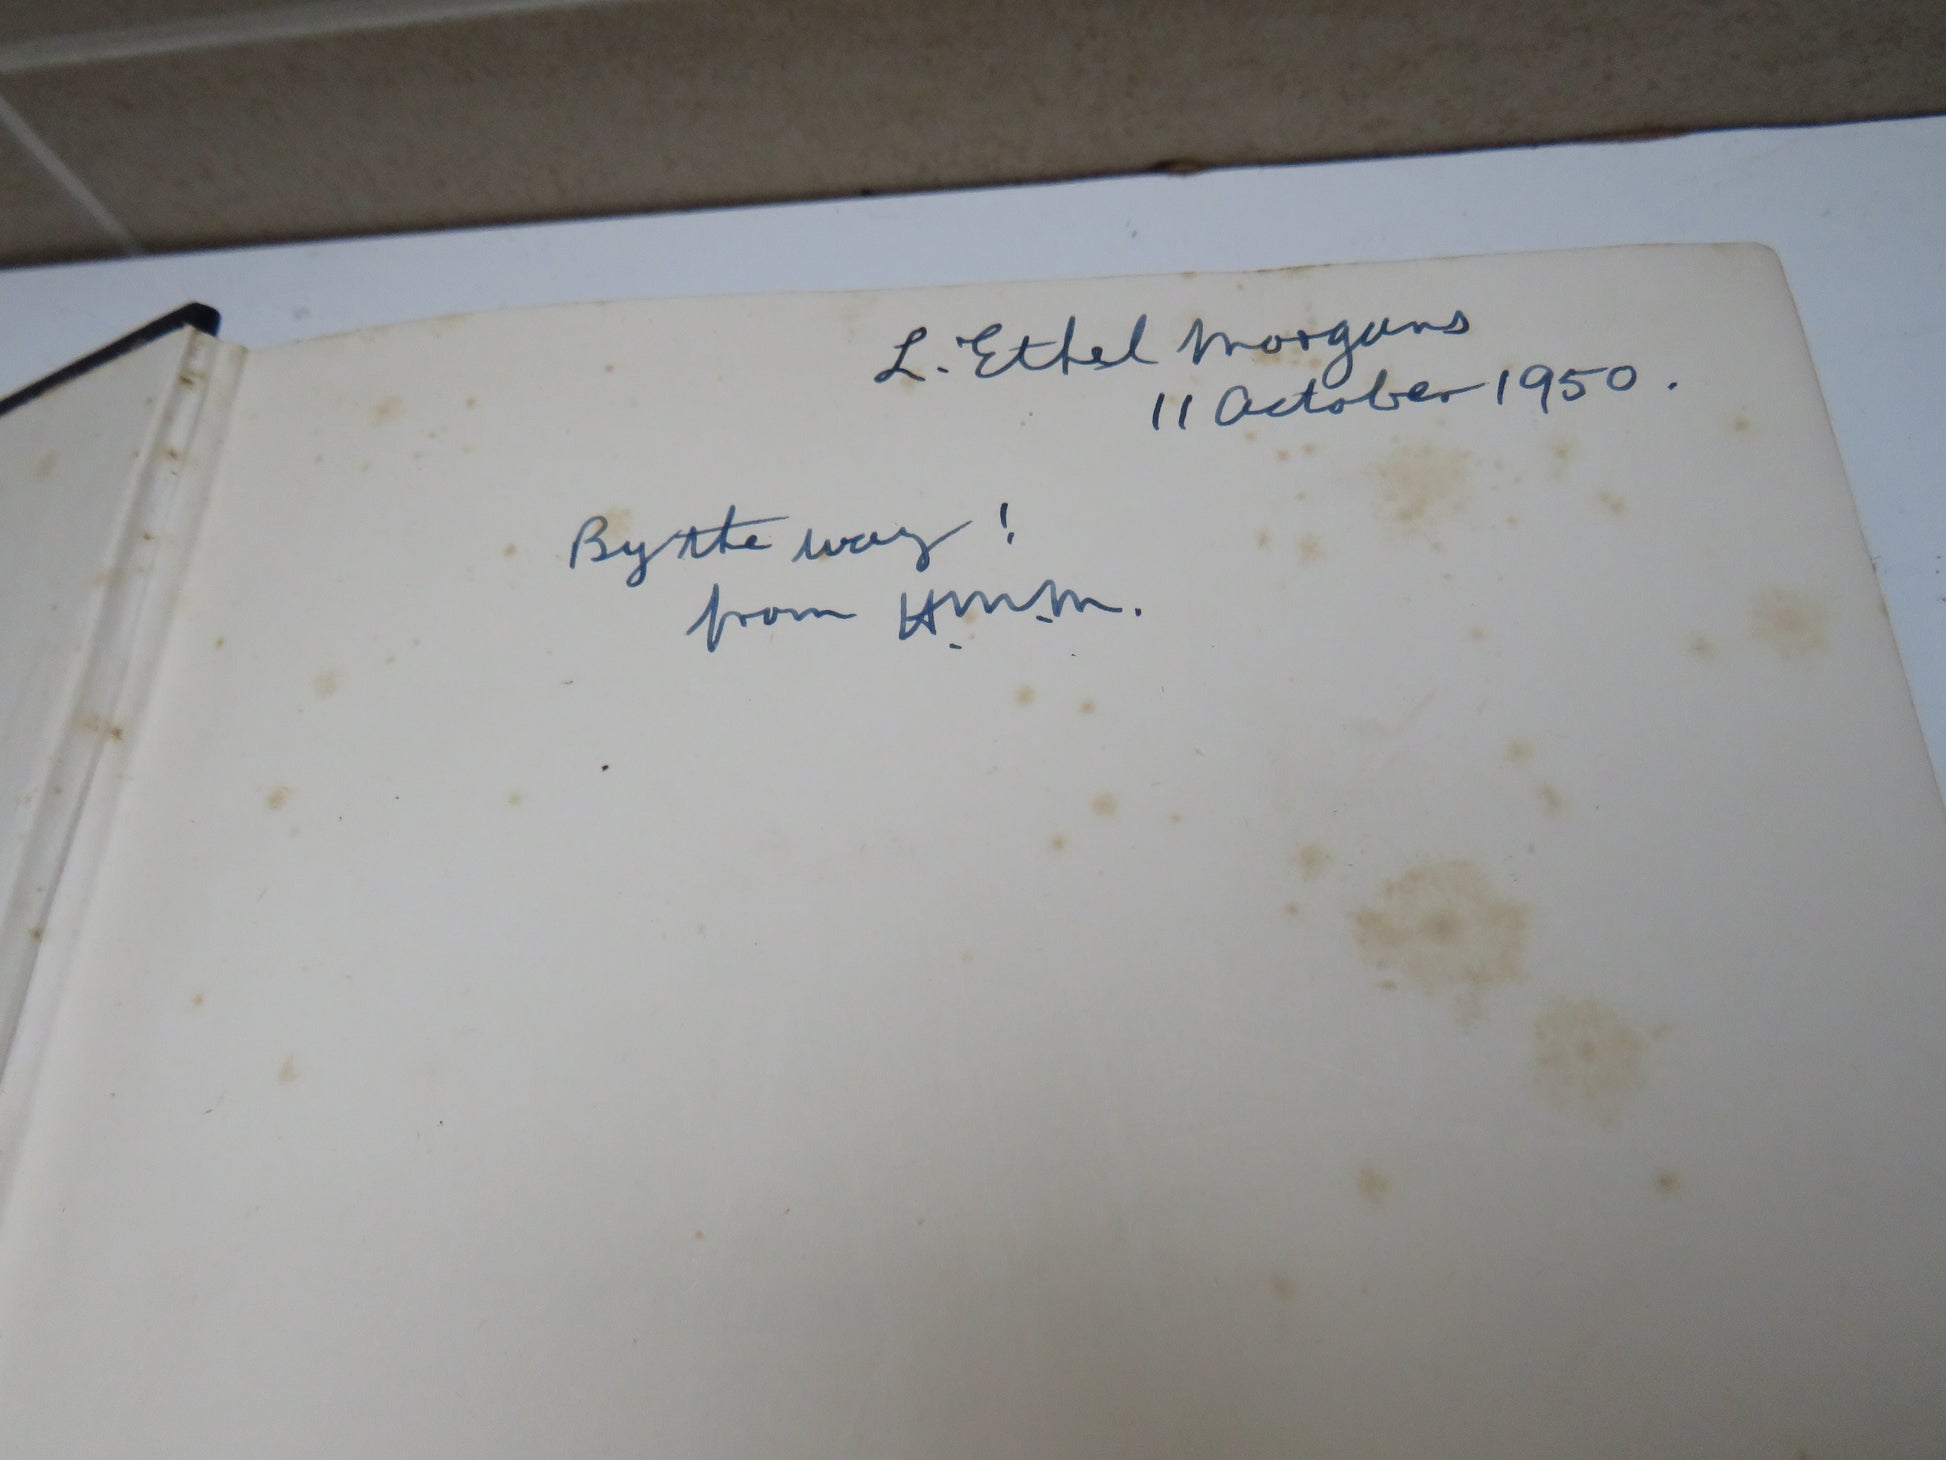 L. Ethel Morgans
11 October 1950.
By the way!
from H.M.M.